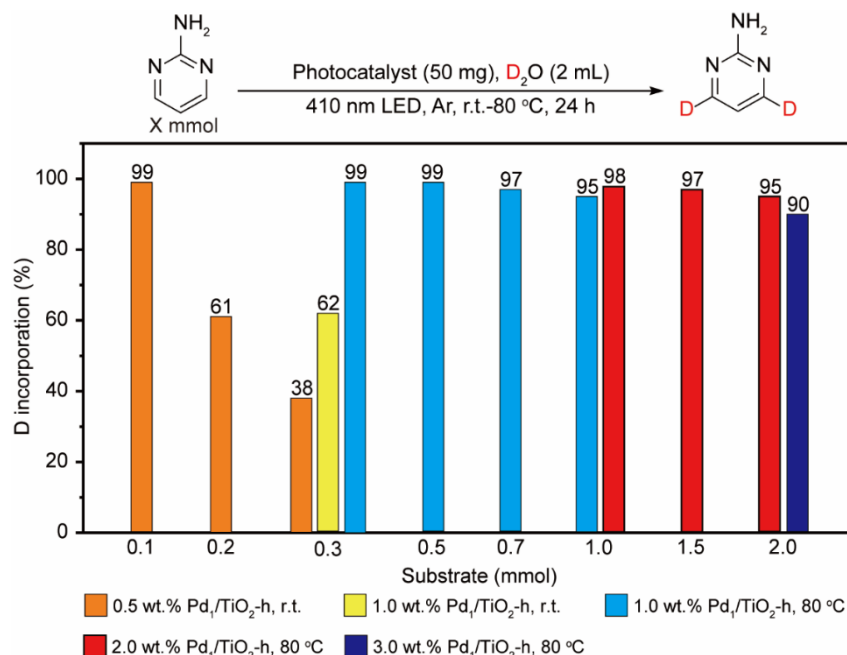 NH₂
NH₂
N N
N N
Photocatalyst (50 mg), D₂O (2 mL)
410 nm LED, Ar, r.t.-80 °C, 24 h
D D
X mmol
D incorporation (%)
100
80
60
40
20
0
99
61
38
62
99
99
97
95
98
97
95
90
0.1 0.2 0.3 0.5 0.7 1.0 1.5 2.0
Substrate (mmol)
0.5 wt.% Pd₁/TiO₂-h, r.t. 1.0 wt.% Pd₁/TiO₂-h, r.t. 1.0 wt.% Pd₁/TiO₂-h, 80 °C
2.0 wt.% Pd₁/TiO₂-h, 80 °C 3.0 wt.% Pd₁/TiO₂-h, 80 °C